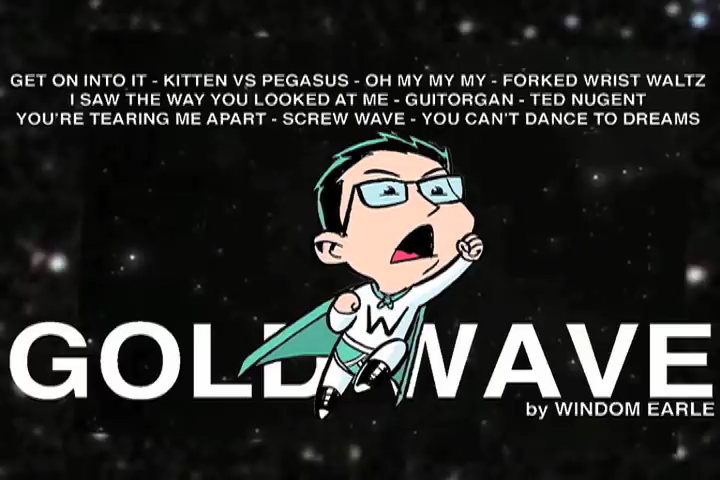 GET ON INTO IT - KITTEN VS PEGASUS - OH MY MY MY - FORKED WRIST WALTZ
I SAW THE WAY YOU LOOKED AT ME - GUITORGAN - TED NUGENT
YOU'RE TEARING ME APART - SCREW WAVE - YOU CAN'T DANCE TO DREAMS
W
GOLD WAVE
by WINDOM EARLE